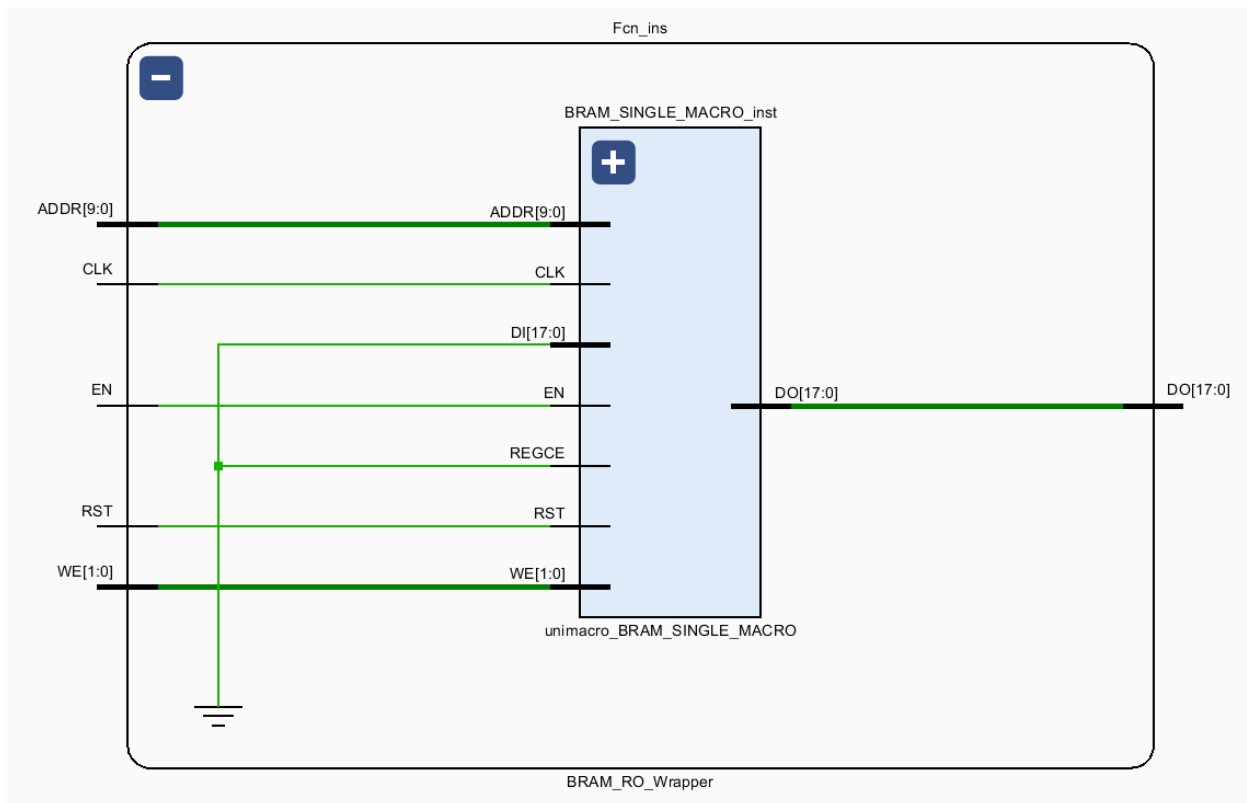 Fcn_ins
BRAM_SINGLE_MACRO_inst
ADDR[9:0]
ADDR[9:0]
CLK
CLK
DI[17:0]
EN
EN
DO[17:0]
DO[17:0]
REGCE
RST
RST
WE[1:0]
WE[1:0]
unimacro_BRAM_SINGLE_MACRO
BRAM_RO_Wrapper